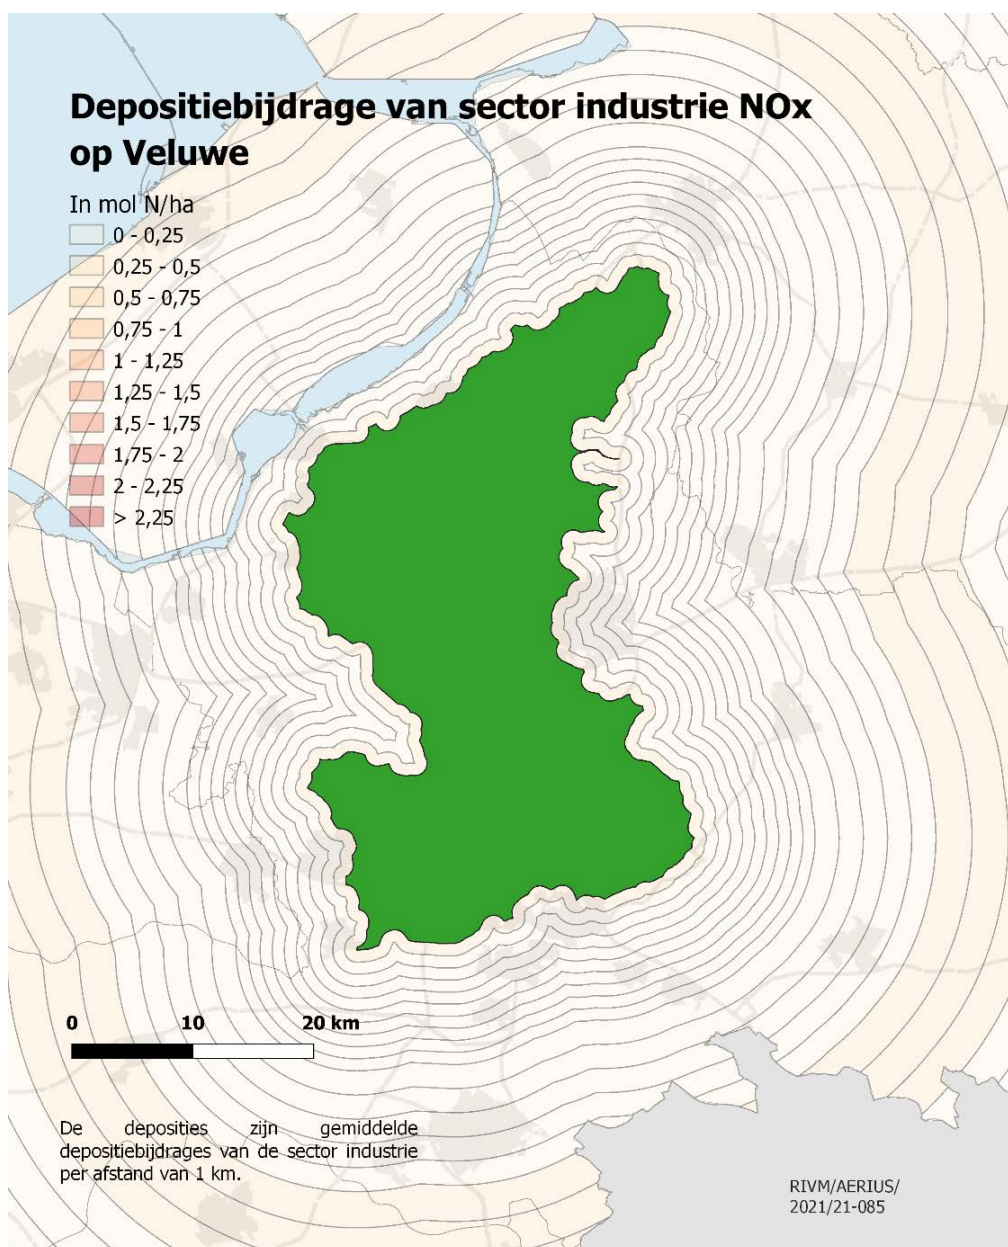 Depositiebijdrage van sector industrie NOx
op Veluwe
In mol N/ha
0 - 0,25
0,25 - 0,5
0,5 - 0,75
0,75 - 1
1 - 1,25
1,25 - 1,5
1,5 - 1,75
1,75 - 2
2 - 2,25
> 2,25
0 10 20 km
De deposities zijn gemiddelde
depositiebijdrages van de sector industrie
per afstand van 1 km.
RIVM/AERIUS/
2021/21-085